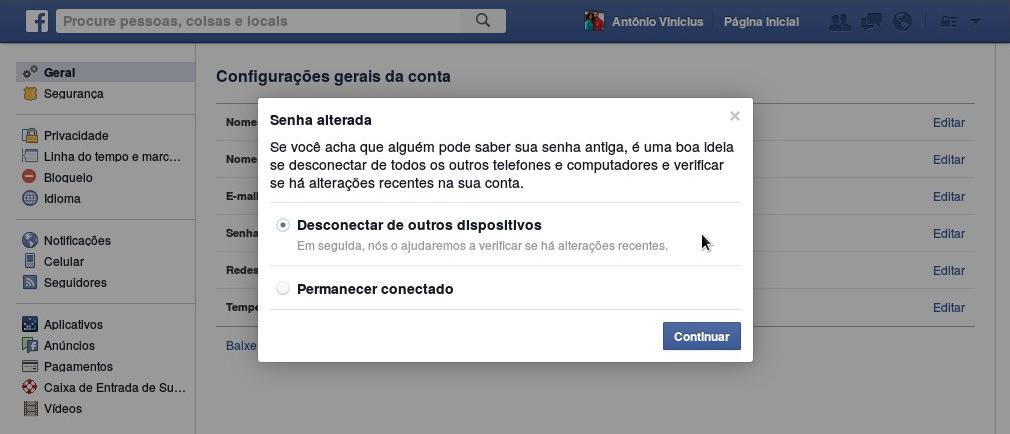 f
Procure pessoas, coisas e locais
Antônio Vinícius
Página Inicial
Geral
Segurança
Privacidade
Linha do tempo e marc...
Bloqueio
Idioma
Notificações
Celular
Seguidores
Aplicativos
Anúncios
Pagamentos
Caixa de Entrada de Su...
Vídeos
Configurações gerais da conta
Nome
Editar
Nome
Editar
E-mail
Editar
Senha
Editar
Redes
Editar
Tempe
Editar
Baixe
Senha alterada
×
Se você acha que alguém pode saber sua senha antiga, é uma boa ideia
se desconectar de todos os outros telefones e computadores e verificar
se há alterações recentes na sua conta.
Desconectar de outros dispositivos
Em seguida, nós o ajudaremos a verificar se há alterações recentes.
Permanecer conectado
Continuar